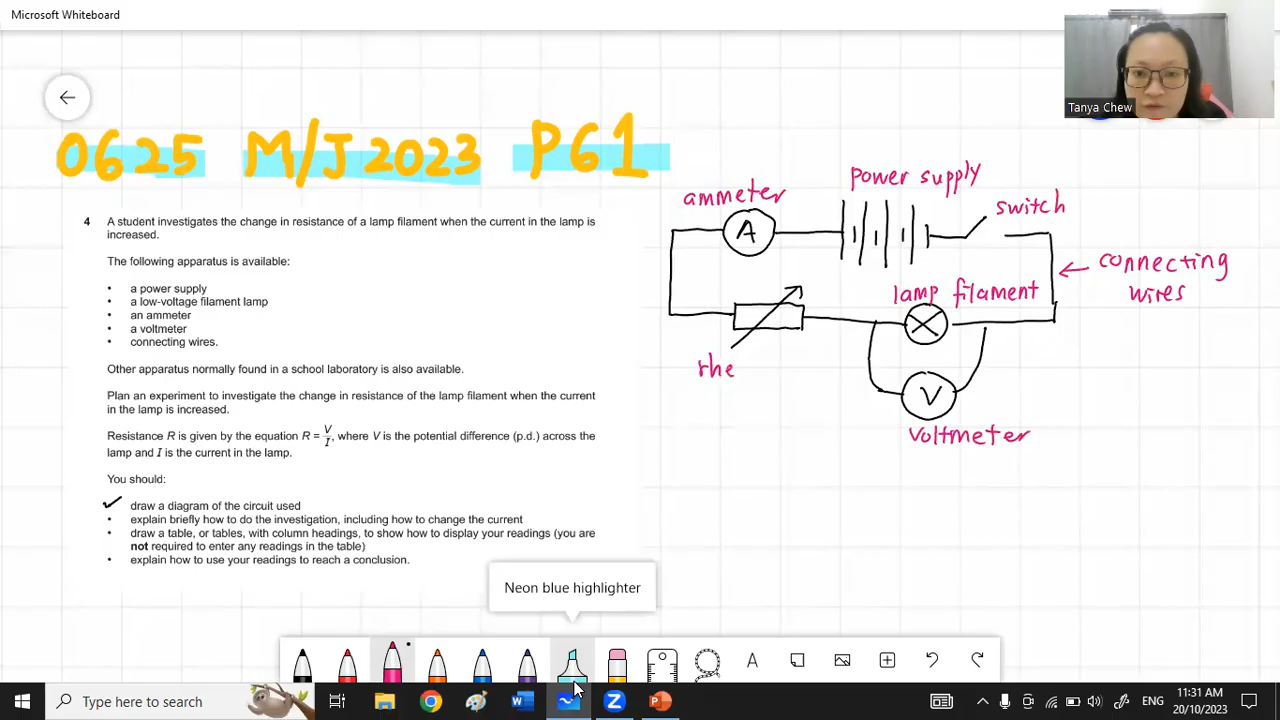 Microsoft Whiteboard
Tanya Chew
0625 M/J 2023 P61
4 A student investigates the change in resistance of a lamp filament when the current in the lamp is
increased.
The following apparatus is available:
• a power supply
• a low-voltage filament lamp
• an ammeter
• a voltmeter
• connecting wires.
Other apparatus normally found in a school laboratory is also available.
Plan an experiment to investigate the change in resistance of the lamp filament when the current
in the lamp is increased.
Resistance R is given by the equation R = V/I, where V is the potential difference (p.d.) across the
lamp and I is the current in the lamp.
You should:
draw a diagram of the circuit used
• explain briefly how to do the investigation, including how to change the current
• draw a table, or tables, with column headings, to show how to display your readings (you are
not required to enter any readings in the table)
• explain how to use your readings to reach a conclusion.
ammeter
power supply
switch
A
connecting
wires
lamp filament
the
V
voltmeter
Neon blue highlighter
A
Type here to search
ENG
11:31 AM
20/10/2023